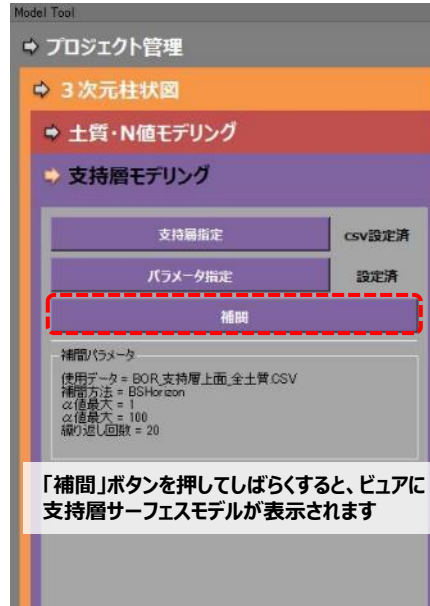 Model Tool
プロジェクト管理
3次元柱状図
土質・N値モデリング
支持層モデリング
支持層指定
CSV設定済
パラメータ指定
設定済
補間
補間パラメータ
使用データ = BOR_支持層上面_全土質.CSV
補間方法 = BSHorizon
α値最大 = 1
α値最大 = 100
繰り返し回数 = 20
「補間」ボタンを押してしばらくすると、ビュアに
支持層サーフェスモデルが表示されます